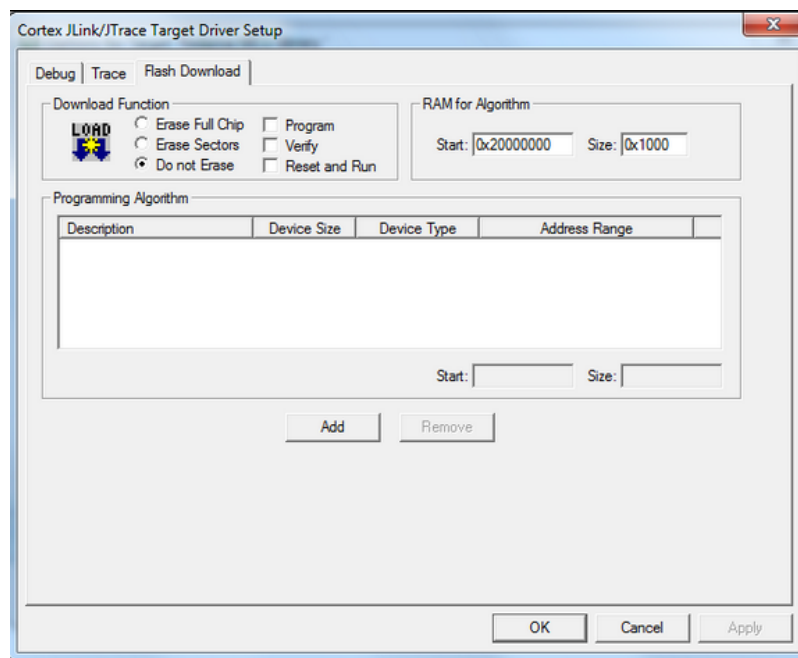 Cortex JLink/JTrace Target Driver Setup
Debug Trace Flash Download
Download Function
LOAD
Erase Full Chip
Erase Sectors
Do not Erase
Program
Verify
Reset and Run
RAM for Algorithm
Start: 0x20000000 Size: 0x1000
Programming Algorithm
Description Device Size Device Type Address Range
Start: Size:
Add Remove
OK Cancel Apply